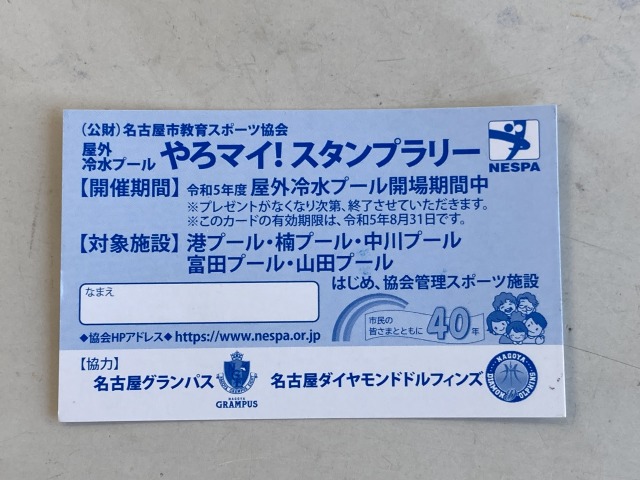 (公財)名古屋市教育スポーツ協会
屋外
冷水プール やろマイ!スタンプラリー
NESPA
【開催期間】令和5年度 屋外冷水プール開場期間中
※プレゼントがなくなり次第、終了させていただきます。
※このカードの有効期限は、令和5年8月31日です。
【対象施設】港プール・楠プール・中川プール
富田プール・山田プール
はじめ、協会管理スポーツ施設
なまえ
市民の
皆さまとともに 40年
◆協会HPアドレス◆ https://www.nespa.or.jp
【協力】
名古屋グランパス
NAGOYA
GRAMPUS
名古屋ダイヤモンドドルフィンズ
NAGOYA
DIAMOND DOLPHINS